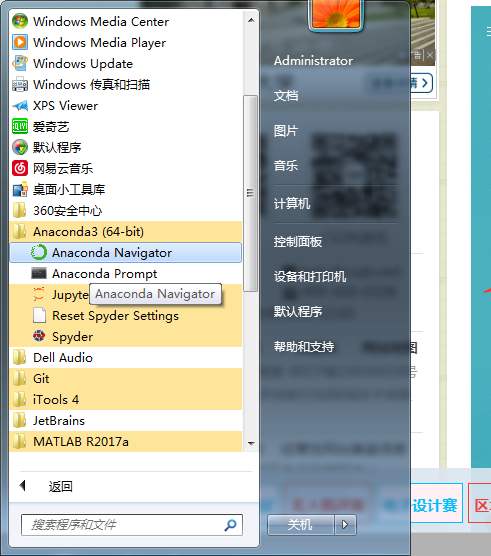 Windows Media Center
Windows Media Player
Windows Update
Windows 传真和扫描
XPS Viewer
爱奇艺
默认程序
网易云音乐
桌面小工具库
360安全中心
Anaconda3 (64-bit)
Anaconda Navigator
Anaconda Prompt
Jupyte
Anaconda Navigator
Reset Spyder Settings
Spyder
Dell Audio
Git
iTools 4
JetBrains
MATLAB R2017a
返回
搜索程序和文件
Administrator
文档
图片
音乐
计算机
控制面板
设备和打印机
默认程序
帮助和支持
关机
设计赛